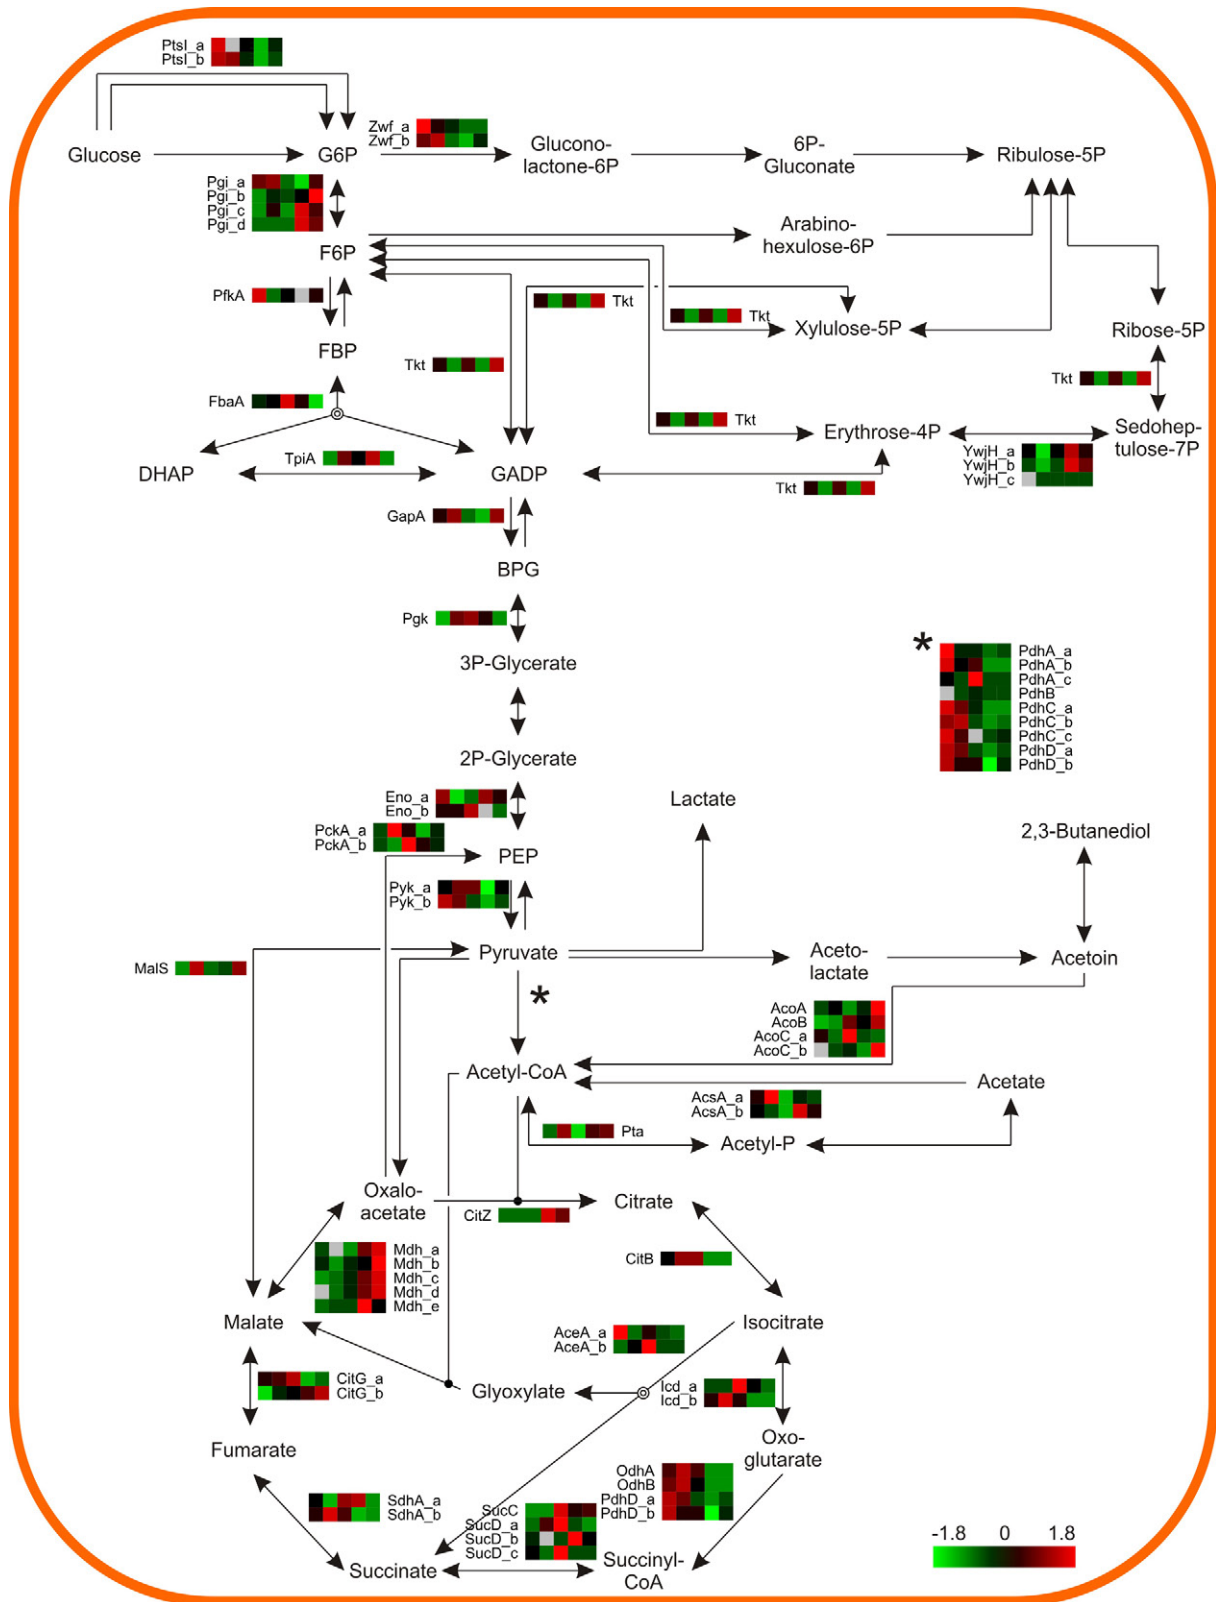 PtsI_a
PtsI_b
Glucose
G6P
Zwf_a
Zwf_b
Glucono-
lactone-6P
6P-
Gluconate
Ribulose-5P
Pgi_a
Pgi_b
Pgi_c
Pgi_d
F6P
Arabino-
hexulose-6P
PfkA
Tkt
Tkt
Xylulose-5P
Ribose-5P
FBP
Tkt
Tkt
FbaA
Tkt
Erythrose-4P
Sedohep-
tulose-7P
DHAP
TpiA
GADP
YwjH_a
YwjH_b
YwjH_c
Tkt
GapA
BPG
Pgk
3P-Glycerate
*
PdhA_a
PdhA_b
PdhA_c
PdhB
PdhC_a
PdhC_b
PdhC_c
PdhD_a
PdhD_b
2P-Glycerate
Eno_a
Eno_b
Lactate
PckA_a
PckA_b
2,3-Butanediol
PEP
Pyk_a
Pyk_b
MalS
Pyruvate
Aceto-
lactate
Acetoin
*
AcoA
AcoB
AcoC_a
AcoC_b
Acetyl-CoA
Acetate
AcsA_a
AcsA_b
Pta
Acetyl-P
Oxalo-
acetate
CitZ
Citrate
Mdh_a
Mdh_b
Mdh_c
Mdh_d
Mdh_e
CitB
Malate
AceA_a
AceA_b
Isocitrate
CitG_a
CitG_b
Glyoxylate
Icd_a
Icd_b
Fumarate
Oxo-
glutarate
OdhA
OdhB
PdhD_a
PdhD_b
SdhA_a
SdhA_b
SucC
SucD_a
SucD_b
SucD_c
Succinate
Succinyl-
CoA
-1.8 0 1.8